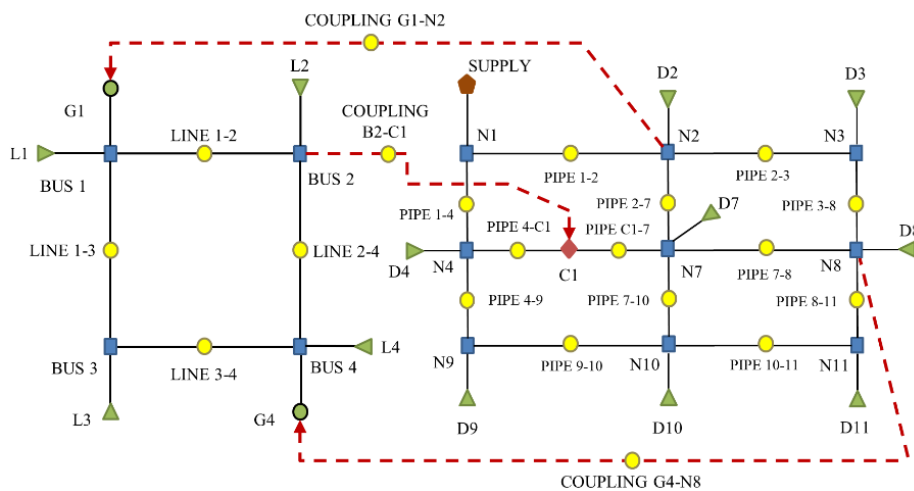 COUPLING G1-N2
L2
COUPLING
B2-C1
SUPPLY
D2
D3
G1
LINE 1-2
N1
N2
N3
L1
BUS 1
BUS 2
PIPE 1-2
PIPE 2-3
PIPE 1-4
PIPE 4-C1
PIPE 2-7
PIPE C1-7
D7
PIPE 3-8
D8
LINE 1-3
LINE 2-4
D4
N4
C1
N7
PIPE 7-8
N8
PIPE 4-9
PIPE 7-10
PIPE 8-11
BUS 3
LINE 3-4
BUS 4
L4
N9
PIPE 9-10
N10
PIPE 10-11
N11
L3
G4
D9
D10
D11
COUPLING G4-N8